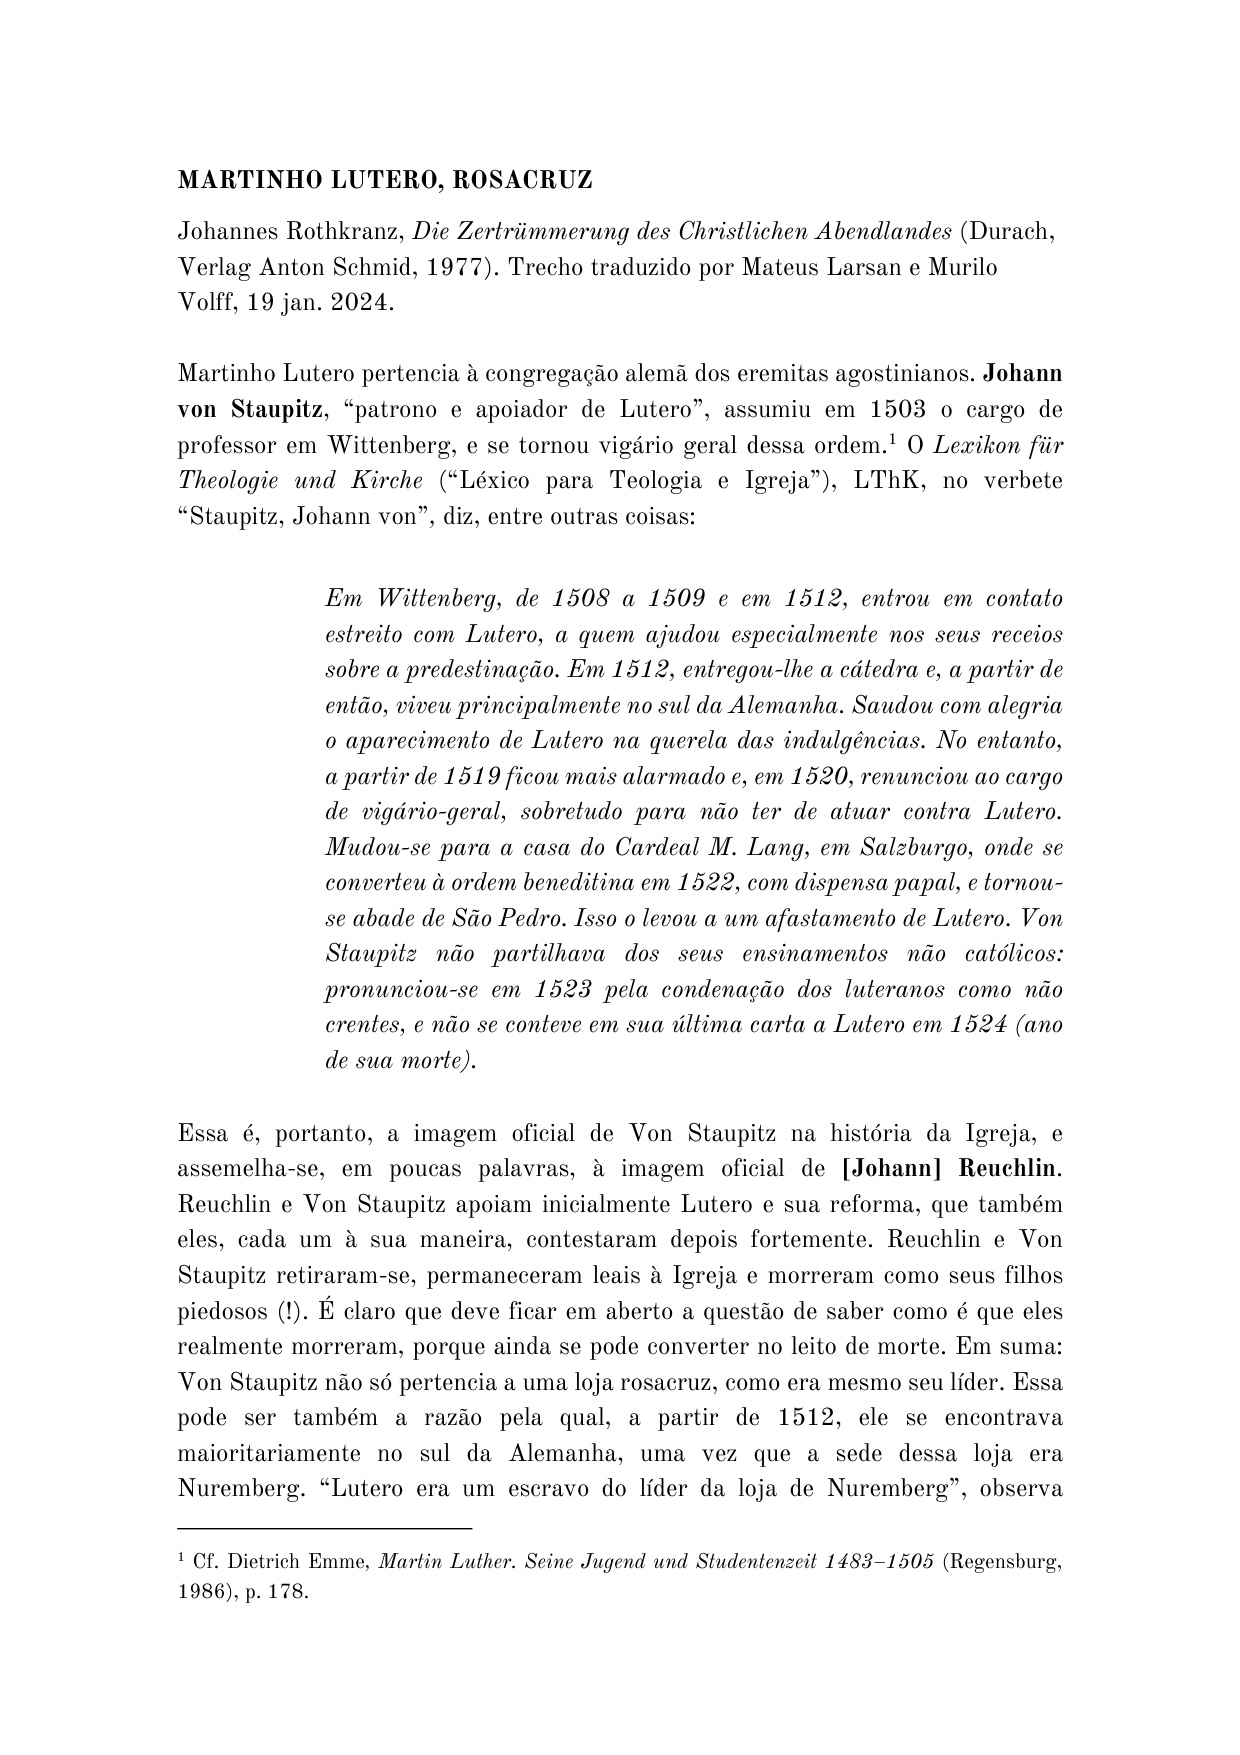 MARTINHO LUTERO, ROSACRUZ
Johannes Rothkranz, Die Zertrümmerung des Christlichen Abendlandes (Durach,
Verlag Anton Schmid, 1977). Trecho traduzido por Mateus Larsan e Murilo
Volff, 19 jan. 2024.
Martinho Lutero pertencia à congregação alemã dos eremitas agostinianos. Johann
von Staupitz, “patrono e apoiador de Lutero”, assumiu em 1503 o cargo de
professor em Wittenberg, e se tornou vigário geral dessa ordem.¹ O Lexikon für
Theologie und Kirche (“Léxico para Teologia e Igreja”), LThK, no verbete
“Staupitz, Johann von”, diz, entre outras coisas:
Em Wittenberg, de 1508 a 1509 e em 1512, entrou em contato
estreito com Lutero, a quem ajudou especialmente nos seus receios
sobre a predestinação. Em 1512, entregou-lhe a cátedra e, a partir de
então, viveu principalmente no sul da Alemanha. Saudou com alegria
o aparecimento de Lutero na querela das indulgências. No entanto,
a partir de 1519 ficou mais alarmado e, em 1520, renunciou ao cargo
de vigário-geral, sobretudo para não ter de atuar contra Lutero.
Mudou-se para a casa do Cardeal M. Lang, em Salzburgo, onde se
converteu à ordem beneditina em 1522, com dispensa papal, e tornou-
se abade de São Pedro. Isso o levou a um afastamento de Lutero. Von
Staupitz não partilhava dos seus ensinamentos não católicos:
pronunciou-se em 1523 pela condenação dos luteranos como não
crentes, e não se conteve em sua última carta a Lutero em 1524 (ano
de sua morte).
Essa é, portanto, a imagem oficial de Von Staupitz na história da Igreja, e
assemelha-se, em poucas palavras, à imagem oficial de [Johann] Reuchlin.
Reuchlin e Von Staupitz apoiam inicialmente Lutero e sua reforma, que também
eles, cada um à sua maneira, contestaram depois fortemente. Reuchlin e Von
Staupitz retiraram-se, permaneceram leais à Igreja e morreram como seus filhos
piedosos (!). É claro que deve ficar em aberto a questão de saber como é que eles
realmente morreram, porque ainda se pode converter no leito de morte. Em suma:
Von Staupitz não só pertencia a uma loja rosacruz, como era mesmo seu líder. Essa
pode ser também a razão pela qual, a partir de 1512, ele se encontrava
maioritariamente no sul da Alemanha, uma vez que a sede dessa loja era
Nuremberg. “Lutero era um escravo do líder da loja de Nuremberg”, observa
¹ Cf. Dietrich Emme, Martin Luther. Seine Jugend und Studentenzeit 1483–1505 (Regensburg,
1986), p. 178.